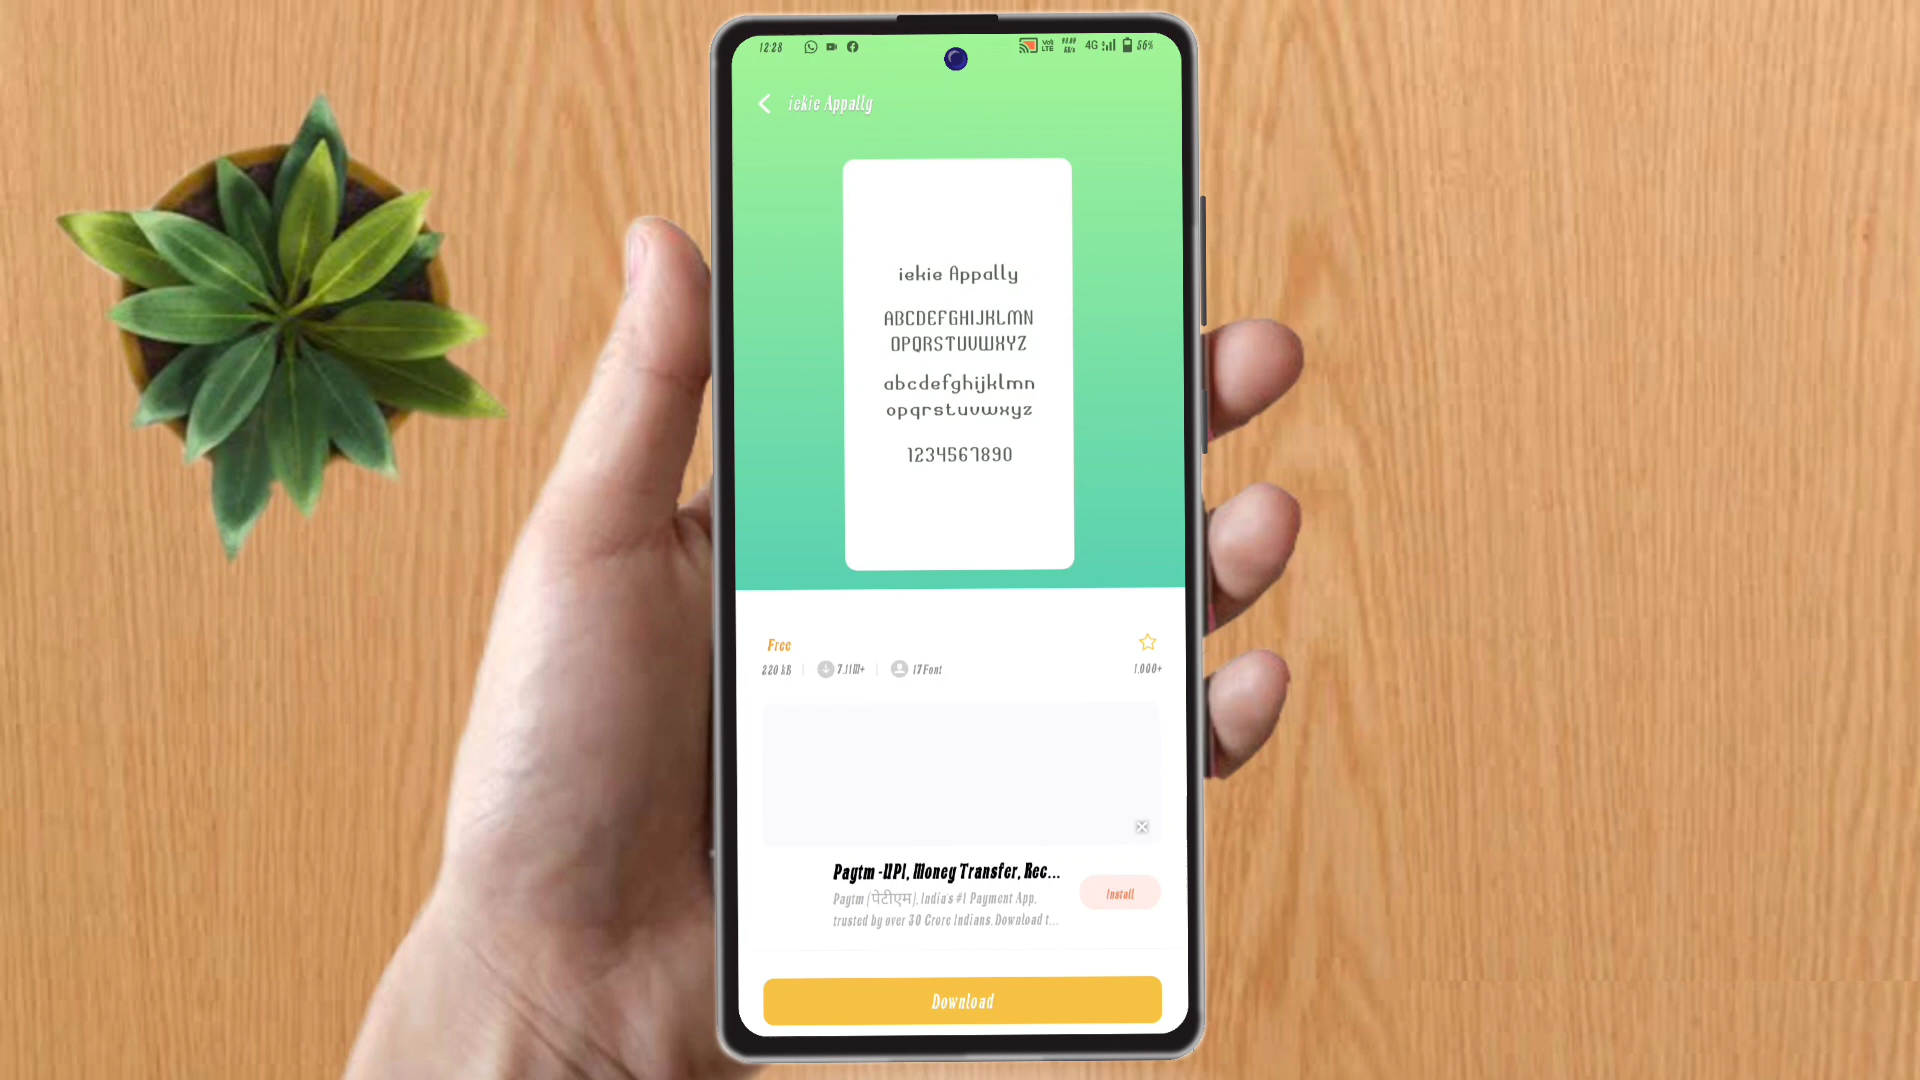 12:28
4G 56%
iekie Appally
iekie Appally
ABCDEFGHIJKLMN
OPQRSTUVWXYZ
abcdefghijklmn
opqrstuvwxyz
1234567890
Free
220 kB | 7.11M+ | 17Font
1,000+
Paytm -UPI, Money Transfer, Rec...
Paytm (पेटीएम), India's #1 Payment App,
trusted by over 30 Crore Indians. Download t...
Install
Download